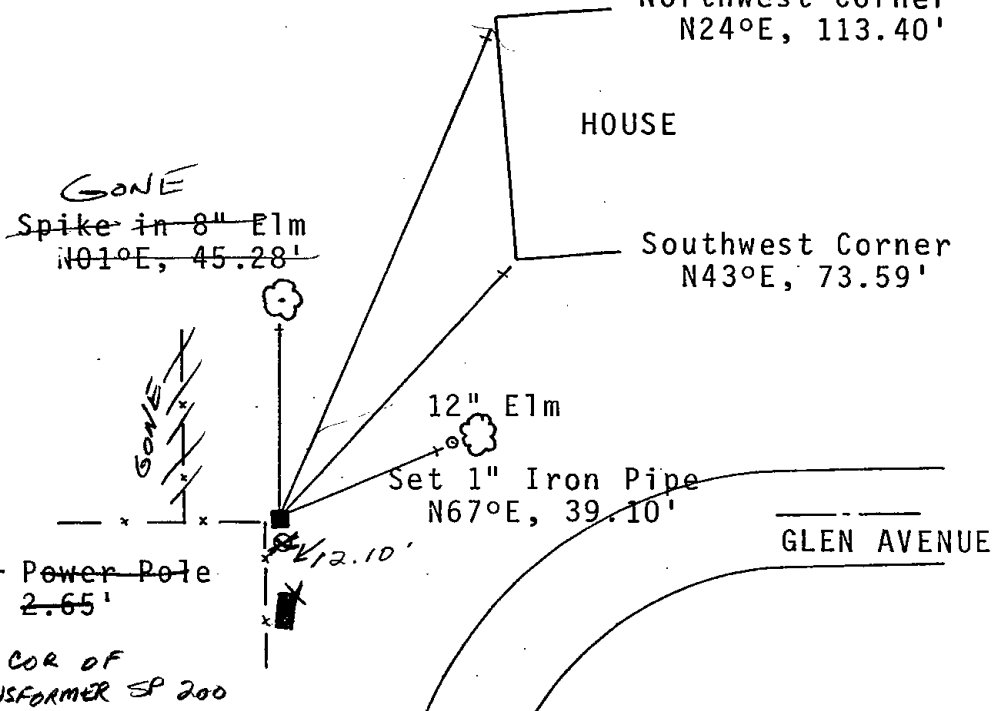 Northwest Corner
N24°E, 113.40'
HOUSE
GONE
Spike in 8" Elm
N01°E, 45.28'
Southwest Corner
N43°E, 73.59'
GONE
12" Elm
Set 1" Iron Pipe
N67°E, 39.10'
GLEN AVENUE
12.10'
Power Pole
2.65'
COR OF
NSFORMER SP 200